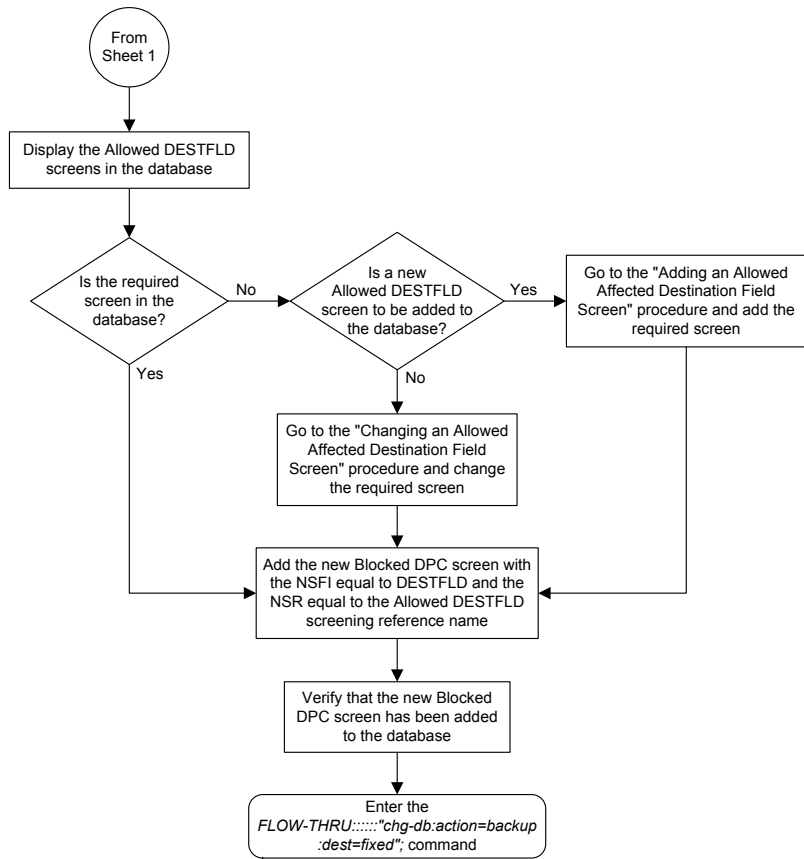 From
Sheet 1
Display the Allowed DESTFLD
screens in the database
Is the required
screen in the
database?
No
Yes
Is a new
Allowed DESTFLD
screen to be added to
the database?
Yes
No
Go to the "Adding an Allowed
Affected Destination Field
Screen" procedure and add the
required screen
Go to the "Changing an Allowed
Affected Destination Field
Screen" procedure and change
the required screen
Add the new Blocked DPC screen with
the NSFI equal to DESTFLD and the
NSR equal to the Allowed DESTFLD
screening reference name
Verify that the new Blocked
DPC screen has been added
to the database
Enter the
FLOW-THRU::::::"chg-db:action=backup
:dest=fixed"; command